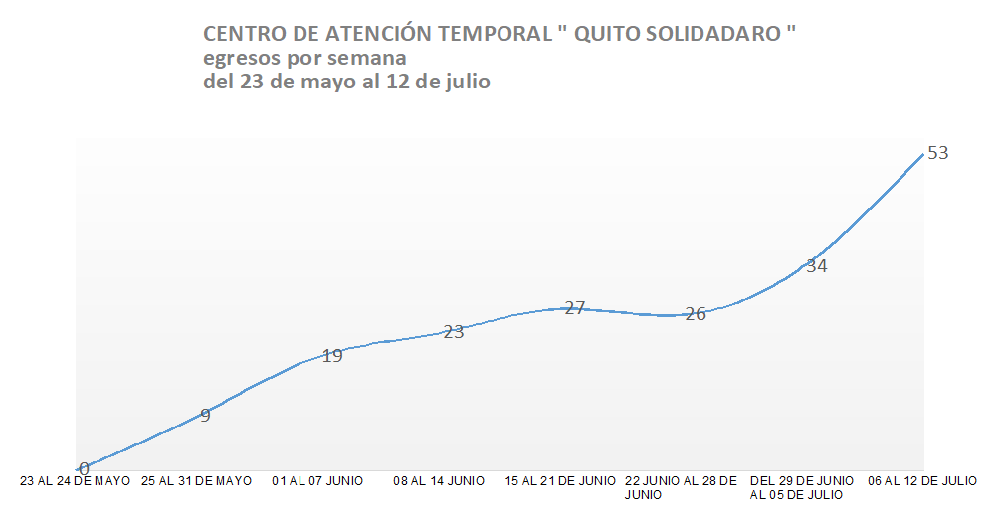 CENTRO DE ATENCIÓN TEMPORAL " QUITO SOLIDADARO "
egresos por semana
del 23 de mayo al 12 de julio
53
34
27
26
23
19
9
0
23 AL 24 DE MAYO
25 AL 31 DE MAYO
01 AL 07 JUNIO
08 AL 14 JUNIO
15 AL 21 DE JUNIO
22 JUNIO AL 28 DE
JUNIO
DEL 29 DE JUNIO
AL 05 DE JULIO
06 AL 12 DE JULIO